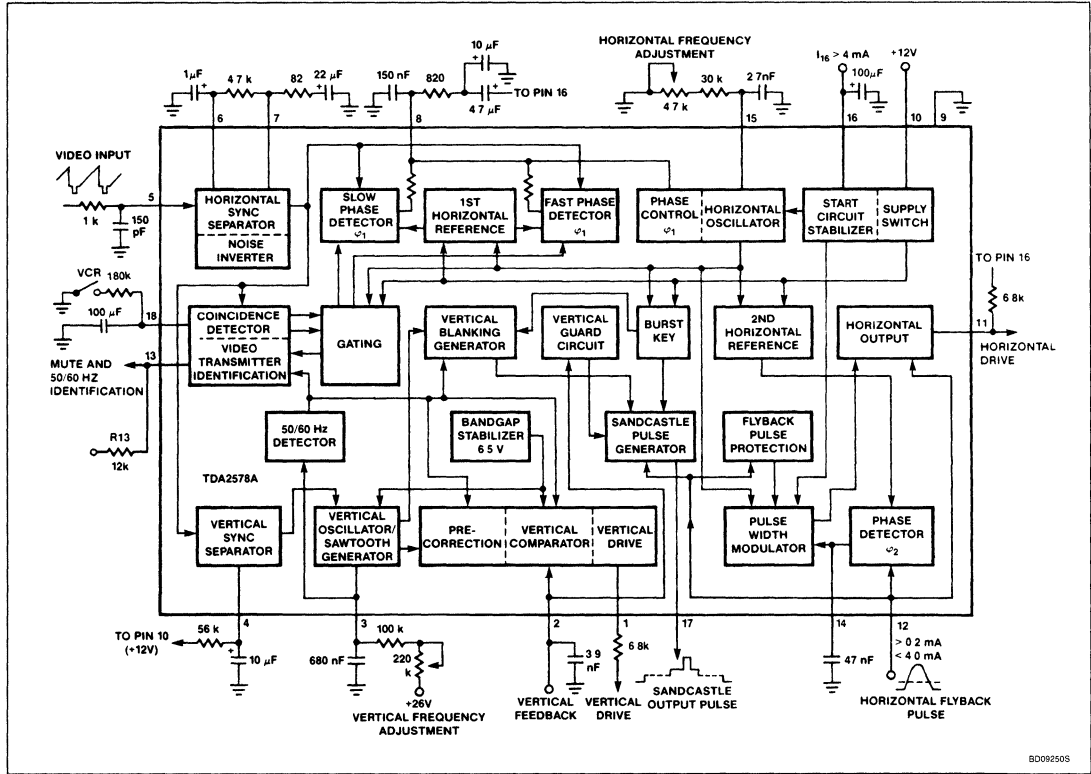 HORIZONTAL FREQUENCY
ADJUSTMENT
I16 > 4 mA
+12V
1μF
4 7 k
82
22 μF
150 nF
820
10 μF
4 7 μF
TO PIN 16
30 k
4 7k
2 7nF
100μF
6
7
8
15
16
10
9
VIDEO INPUT
5
1 k
150
pF
HORIZONTAL
SYNC
SEPARATOR
NOISE
INVERTER
SLOW
PHASE
DETECTOR
φ1
1ST
HORIZONTAL
REFERENCE
FAST PHASE
DETECTOR
φ1
PHASE
CONTROL
φ1
HORIZONTAL
OSCILLATOR
START
CIRCUIT
STABILIZER
SUPPLY
SWITCH
TO PIN 16
6 8k
11
HORIZONTAL
DRIVE
VCR
180k
100 μF
18
13
MUTE AND
50/60 HZ
IDENTIFICATION
COINCIDENCE
DETECTOR
VIDEO
TRANSMITTER
IDENTIFICATION
GATING
VERTICAL
BLANKING
GENERATOR
VERTICAL
GUARD
CIRCUIT
BURST
KEY
2ND
HORIZONTAL
REFERENCE
HORIZONTAL
OUTPUT
R13
12k
50/60 Hz
DETECTOR
BANDGAP
STABILIZER
6 5 V
SANDCASTLE
PULSE
GENERATOR
FLYBACK
PULSE
PROTECTION
TDA2578A
VERTICAL
SYNC
SEPARATOR
VERTICAL
OSCILLATOR/
SAWTOOTH
GENERATOR
PRE-
CORRECTION
VERTICAL
COMPARATOR
VERTICAL
DRIVE
PULSE
WIDTH
MODULATOR
PHASE
DETECTOR
φ2
4
3
2
1
17
14
12
TO PIN 10
(+12V)
56 k
10 μF
680 nF
100 k
220
k
+26V
VERTICAL FREQUENCY
ADJUSTMENT
3 9
nF
VERTICAL
FEEDBACK
6 8k
VERTICAL
DRIVE
SANDCASTLE
OUTPUT PULSE
47 nF
> 0 2 mA
< 4 0 mA
HORIZONTAL FLYBACK
PULSE
BD09250S